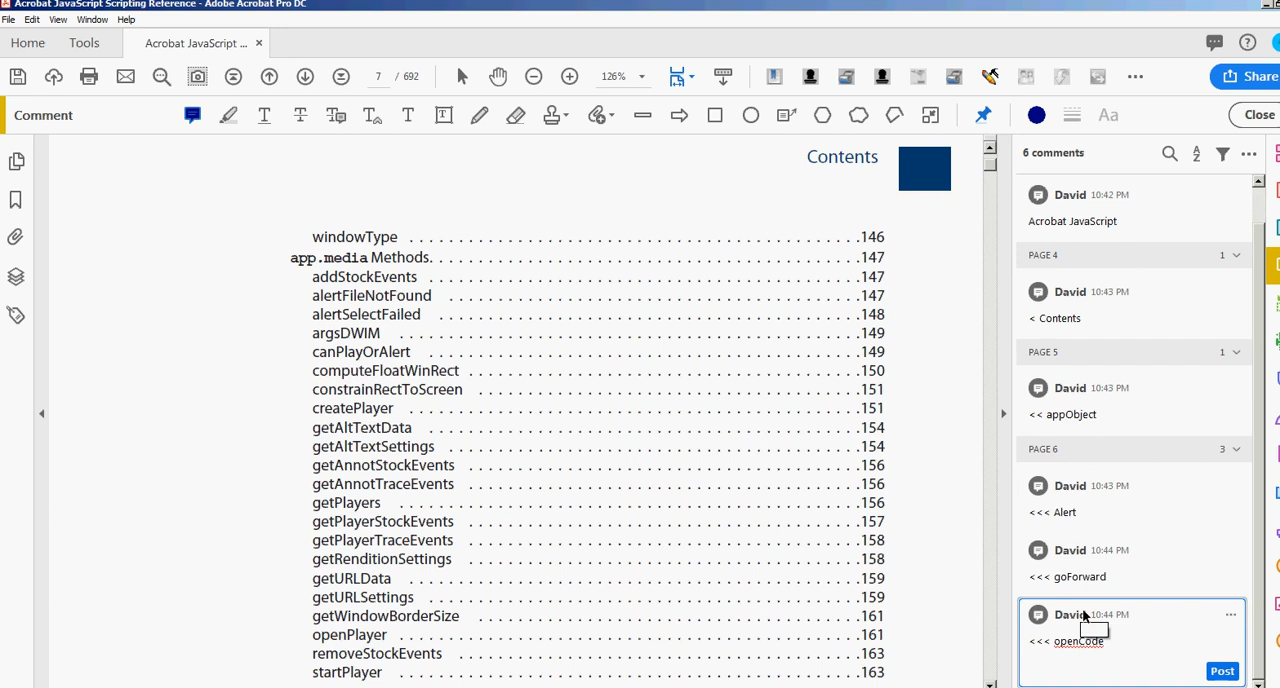 Acrobat JavaScript Scripting Reference - Adobe Acrobat Pro DC
File Edit View Window Help
Home Tools Acrobat JavaScript ... ×
7 / 692 126% Share
Comment Aa Close
Contents
windowType . . . . . . . . . . . . . . . . . . . . . . . . . . . . . . . . . . . . . . . . . . . . . .146
app.media Methods. . . . . . . . . . . . . . . . . . . . . . . . . . . . . . . . . . . . . . . . . . . .147
addStockEvents . . . . . . . . . . . . . . . . . . . . . . . . . . . . . . . . . . . . . . . . . . . .147
alertFileNotFound . . . . . . . . . . . . . . . . . . . . . . . . . . . . . . . . . . . . . . . . . .147
alertSelectFailed . . . . . . . . . . . . . . . . . . . . . . . . . . . . . . . . . . . . . . . . . . .148
argsDWIM . . . . . . . . . . . . . . . . . . . . . . . . . . . . . . . . . . . . . . . . . . . . . . .149
canPlayOrAlert . . . . . . . . . . . . . . . . . . . . . . . . . . . . . . . . . . . . . . . . . . . .149
computeFloatWinRect . . . . . . . . . . . . . . . . . . . . . . . . . . . . . . . . . . . . . . . .150
constrainRectToScreen . . . . . . . . . . . . . . . . . . . . . . . . . . . . . . . . . . . . . . . .151
createPlayer . . . . . . . . . . . . . . . . . . . . . . . . . . . . . . . . . . . . . . . . . . . . . .151
getAltTextData . . . . . . . . . . . . . . . . . . . . . . . . . . . . . . . . . . . . . . . . . . . .154
getAltTextSettings . . . . . . . . . . . . . . . . . . . . . . . . . . . . . . . . . . . . . . . . . .154
getAnnotStockEvents . . . . . . . . . . . . . . . . . . . . . . . . . . . . . . . . . . . . . . . .156
getAnnotTraceEvents . . . . . . . . . . . . . . . . . . . . . . . . . . . . . . . . . . . . . . . .156
getPlayers . . . . . . . . . . . . . . . . . . . . . . . . . . . . . . . . . . . . . . . . . . . . . . .156
getPlayerStockEvents . . . . . . . . . . . . . . . . . . . . . . . . . . . . . . . . . . . . . . . .157
getPlayerTraceEvents . . . . . . . . . . . . . . . . . . . . . . . . . . . . . . . . . . . . . . . .158
getRenditionSettings . . . . . . . . . . . . . . . . . . . . . . . . . . . . . . . . . . . . . . . .158
getURLData . . . . . . . . . . . . . . . . . . . . . . . . . . . . . . . . . . . . . . . . . . . . . .159
getURLSettings . . . . . . . . . . . . . . . . . . . . . . . . . . . . . . . . . . . . . . . . . . . .159
getWindowBorderSize . . . . . . . . . . . . . . . . . . . . . . . . . . . . . . . . . . . . . . . .161
openPlayer . . . . . . . . . . . . . . . . . . . . . . . . . . . . . . . . . . . . . . . . . . . . . . .161
removeStockEvents . . . . . . . . . . . . . . . . . . . . . . . . . . . . . . . . . . . . . . . . .163
startPlayer . . . . . . . . . . . . . . . . . . . . . . . . . . . . . . . . . . . . . . . . . . . . . . .163
6 comments
David 10:42 PM
Acrobat JavaScript
PAGE 4 1
David 10:43 PM
< Contents
PAGE 5 1
David 10:43 PM
<< appObject
PAGE 6 3
David 10:43 PM
<<< Alert
David 10:44 PM
<<< goForward
David 10:44 PM
<<< openCode
Post